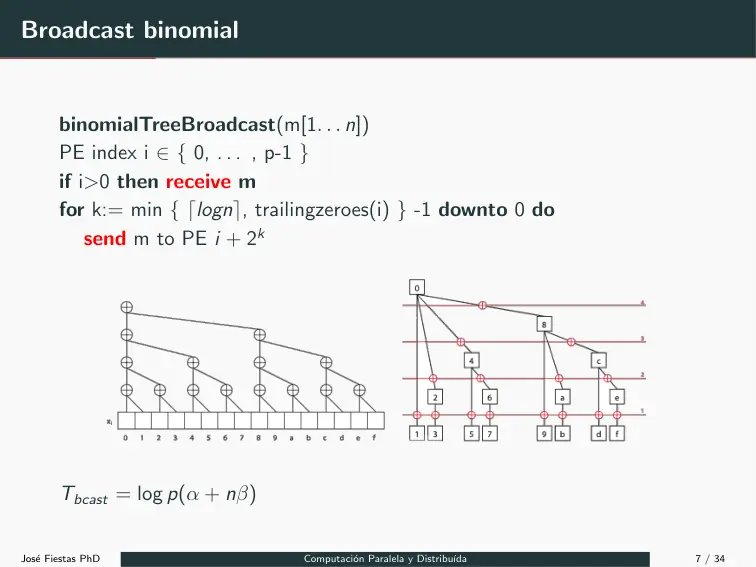 Broadcast binomial
binomialTreeBroadcast(m[1. . . n])
PE index i ∈ { 0, . . . , p-1 }
if i>0 then receive m
for k:= min { ⌈logn⌉, trailingzeroes(i) } -1 downto 0 do
send m to PE i + 2^k
0
4
8
3
4
c
2
2
6
a
e
1
1 3 5 7 9 b d f
xi
0 1 2 3 4 5 6 7 8 9 a b c d e f
T_bcast = log p(α + nβ)
José Fiestas PhD
Computación Paralela y Distribuída
7 / 34